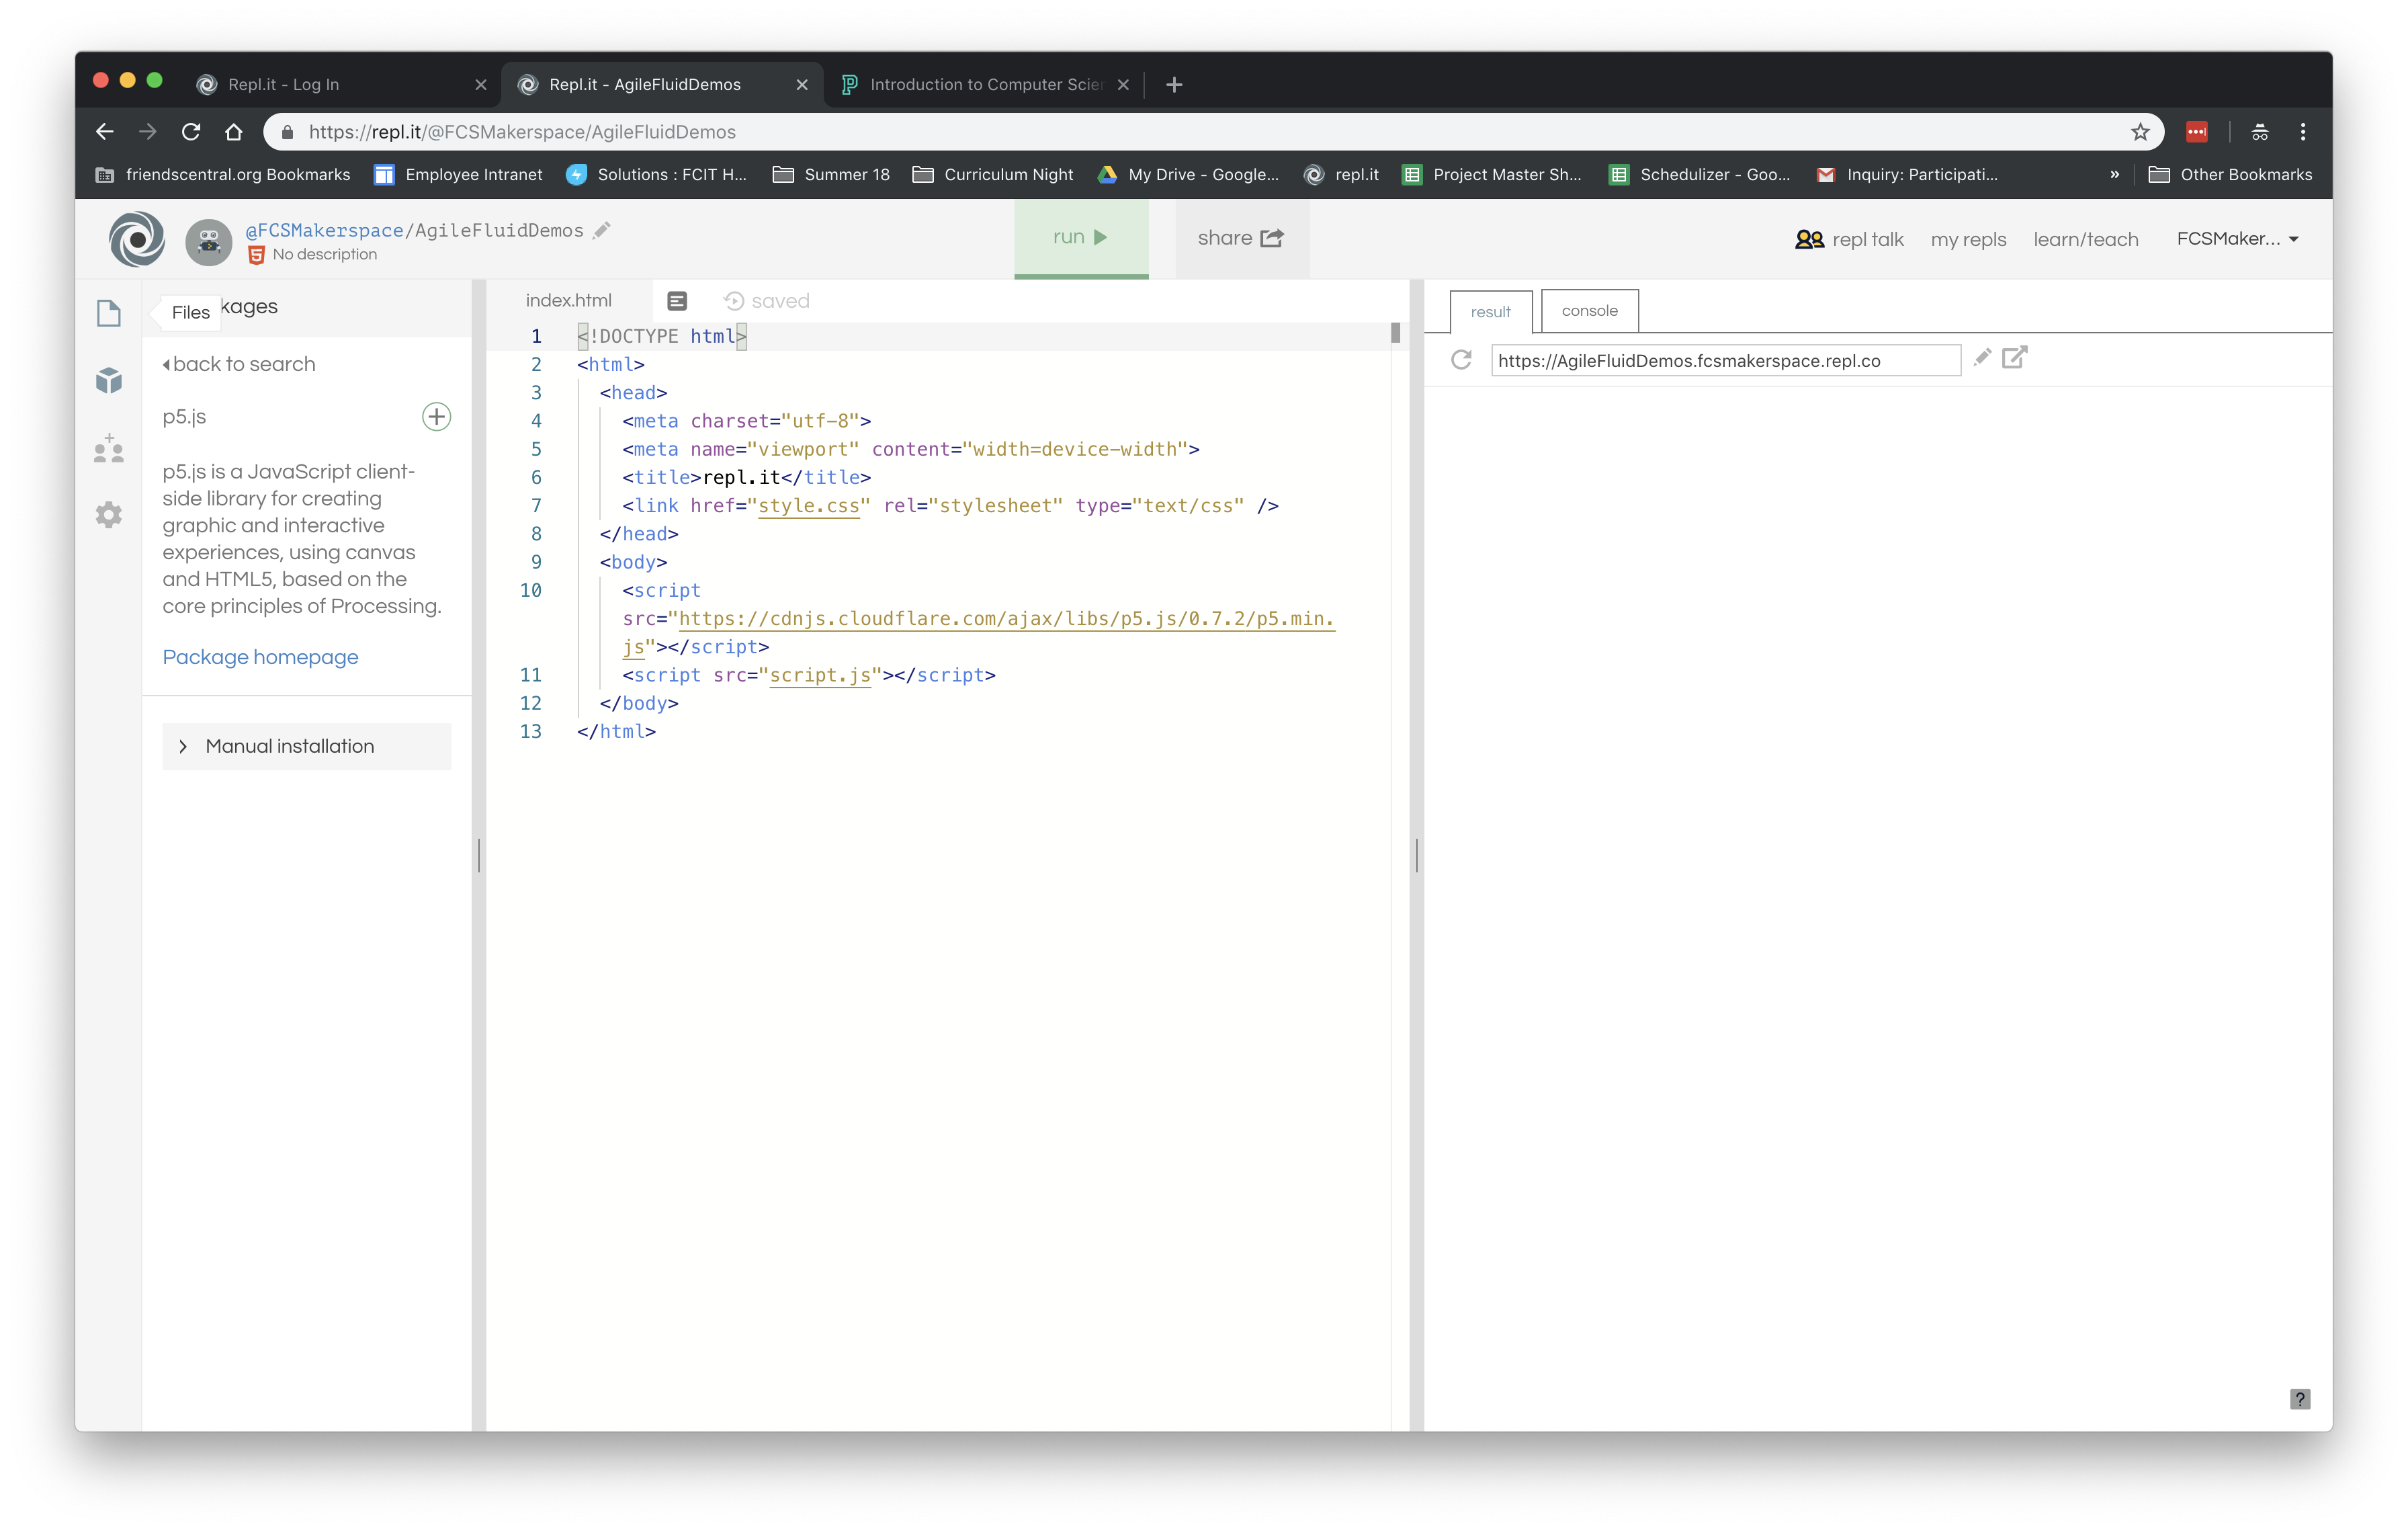 Repl.it - Log In
Repl.it - AgileFluidDemos
Introduction to Computer Scien
https://repl.it/@FCSMakerspace/AgileFluidDemos
friendscentral.org Bookmarks
Employee Intranet
Solutions : FCIT H...
Summer 18
Curriculum Night
My Drive - Google...
repl.it
Project Master Sh...
Schedulizer - Goo...
Inquiry: Participati...
»
Other Bookmarks
@FCSMakerspace/AgileFluidDemos
No description
run
share
repl talk
my repls
learn/teach
FCSMaker...
Files
kages
back to search
p5.js
p5.js is a JavaScript client-
side library for creating
graphic and interactive
experiences, using canvas
and HTML5, based on the
core principles of Processing.
Package homepage
Manual installation
index.html
saved
1 <!DOCTYPE html>
2 <html>
3 <head>
4 <meta charset="utf-8">
5 <meta name="viewport" content="width=device-width">
6 <title>repl.it</title>
7 <link href="style.css" rel="stylesheet" type="text/css" />
8 </head>
9 <body>
10 <script
src="https://cdnjs.cloudflare.com/ajax/libs/p5.js/0.7.2/p5.min.
js"></script>
11 <script src="script.js"></script>
12 </body>
13 </html>
result
console
https://AgileFluidDemos.fcsmakerspace.repl.co
?